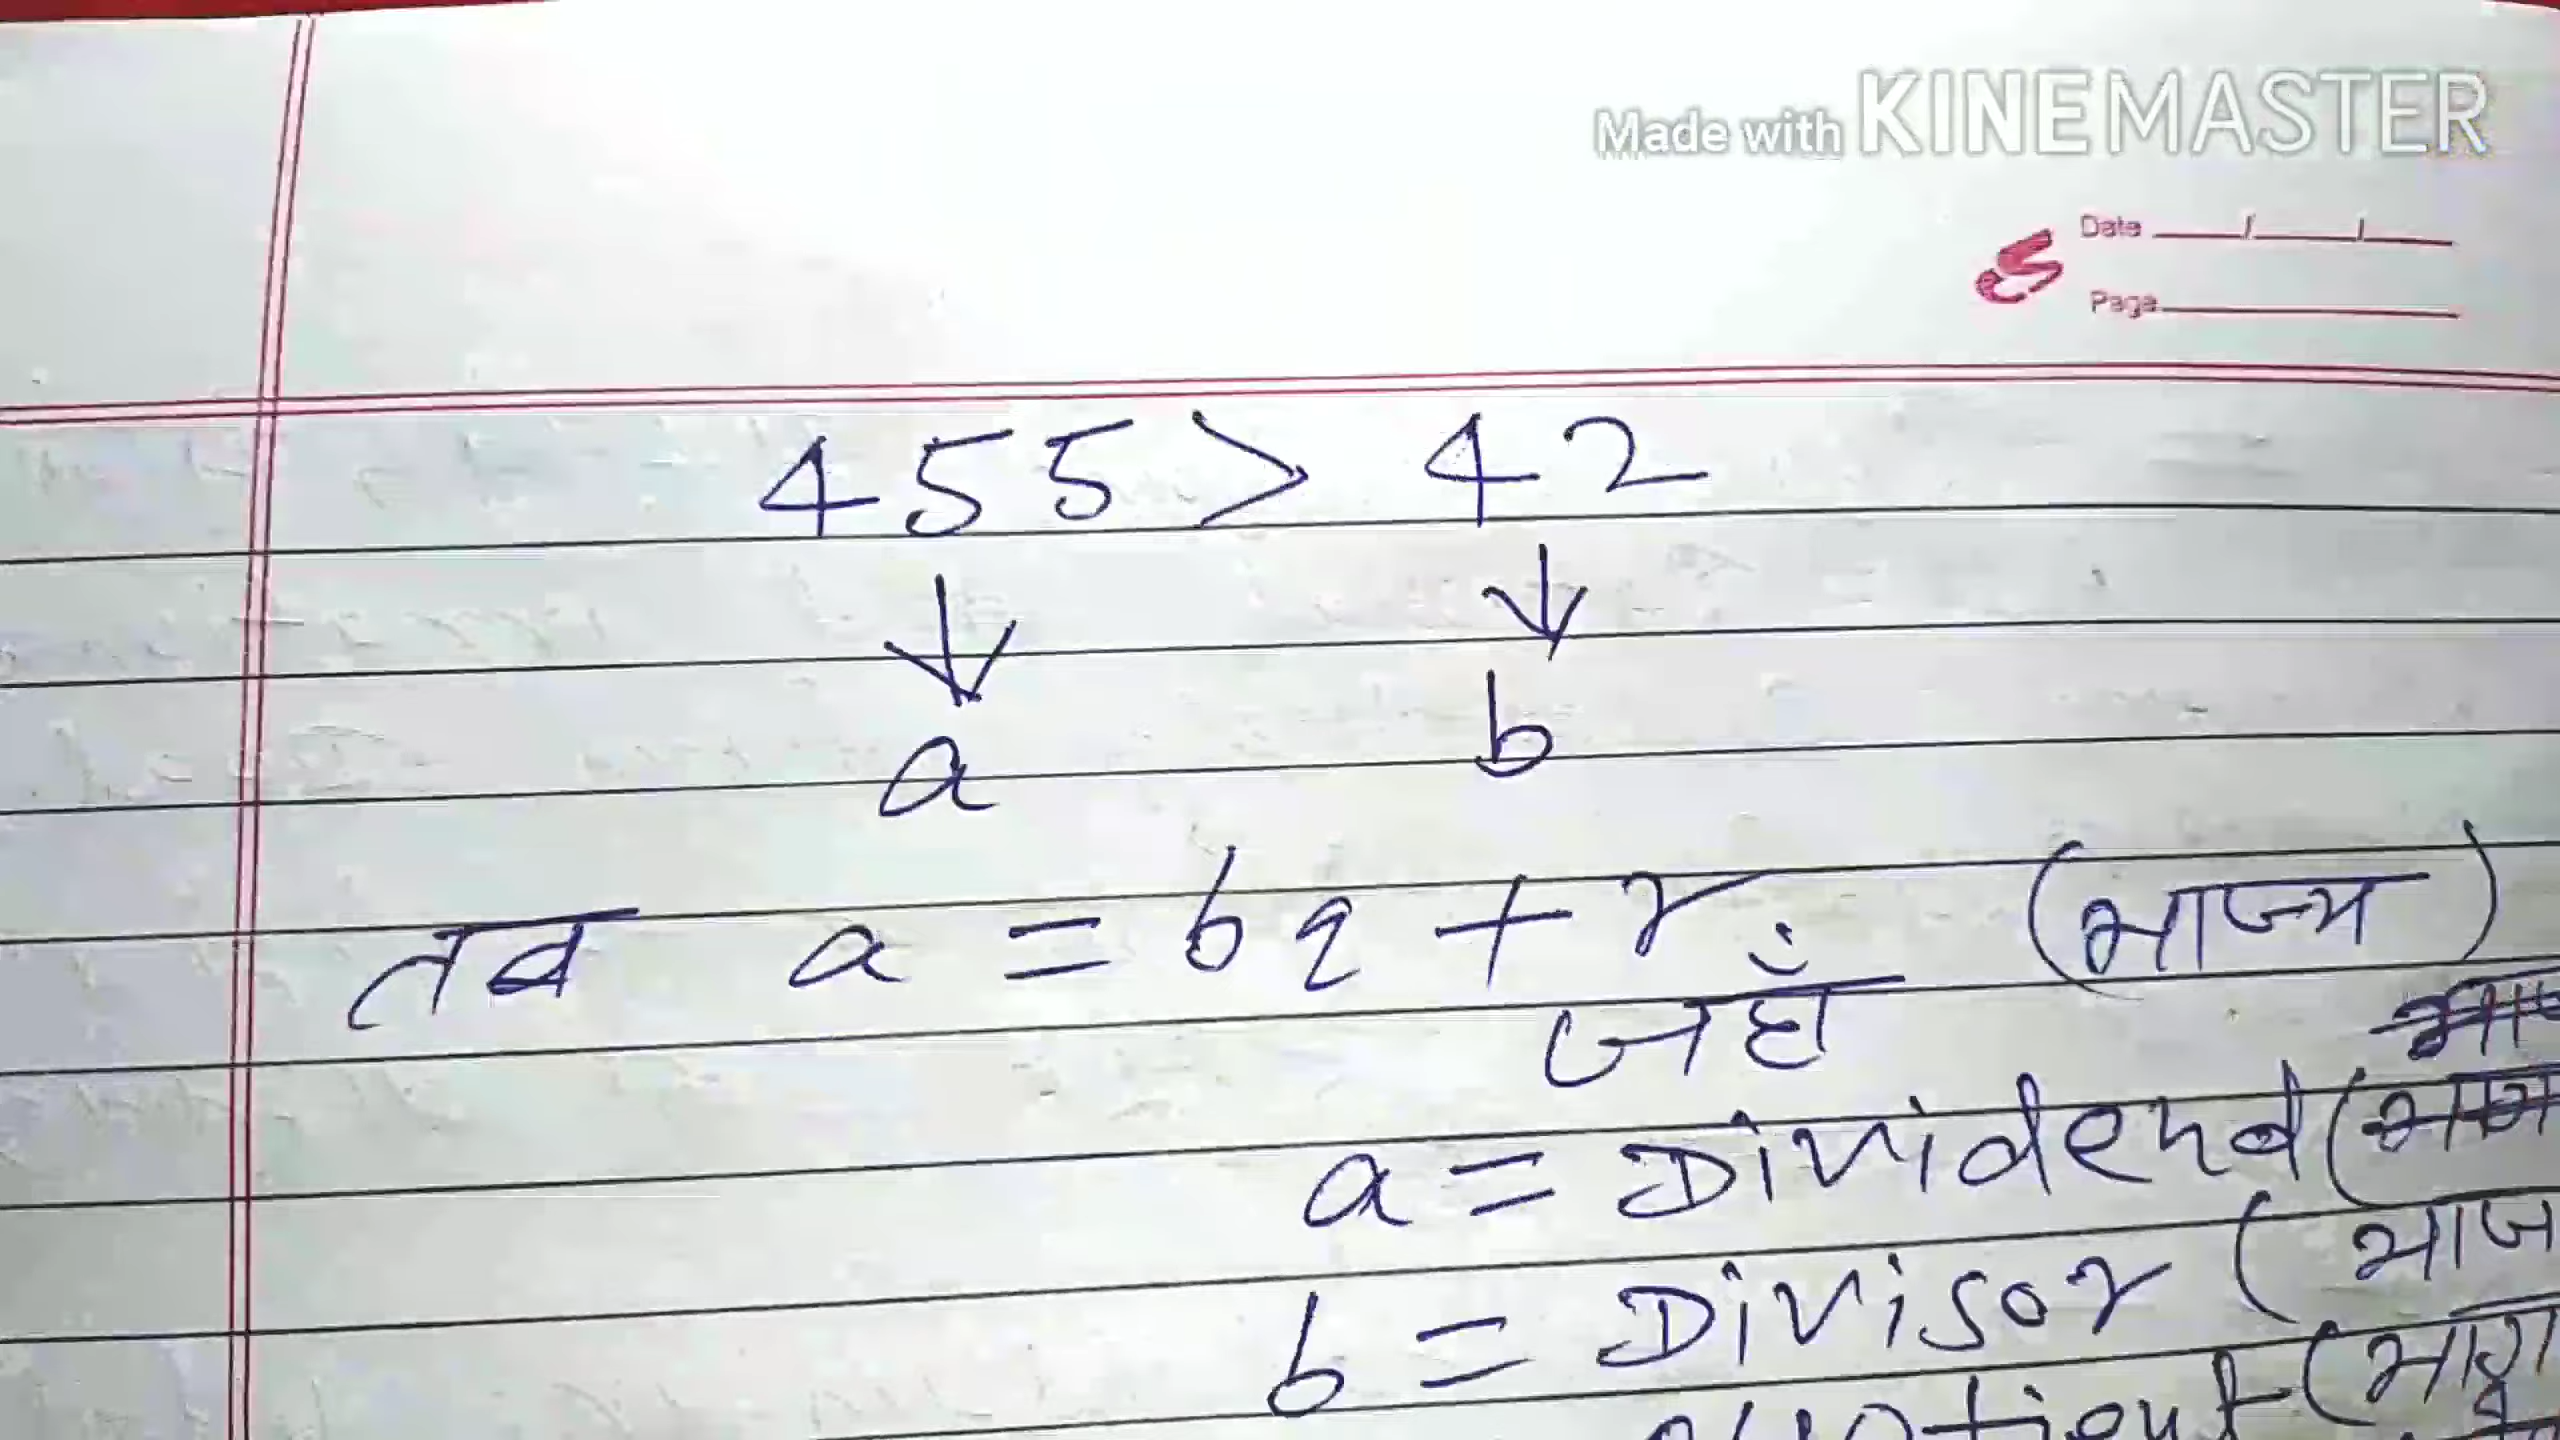 Made with KINEMASTER
Date
Page
455 > 42
↓ ↓
a b
तब a = bq + r. (भाज्य)
जहाँ
a = Dividend (
b = Divisor (